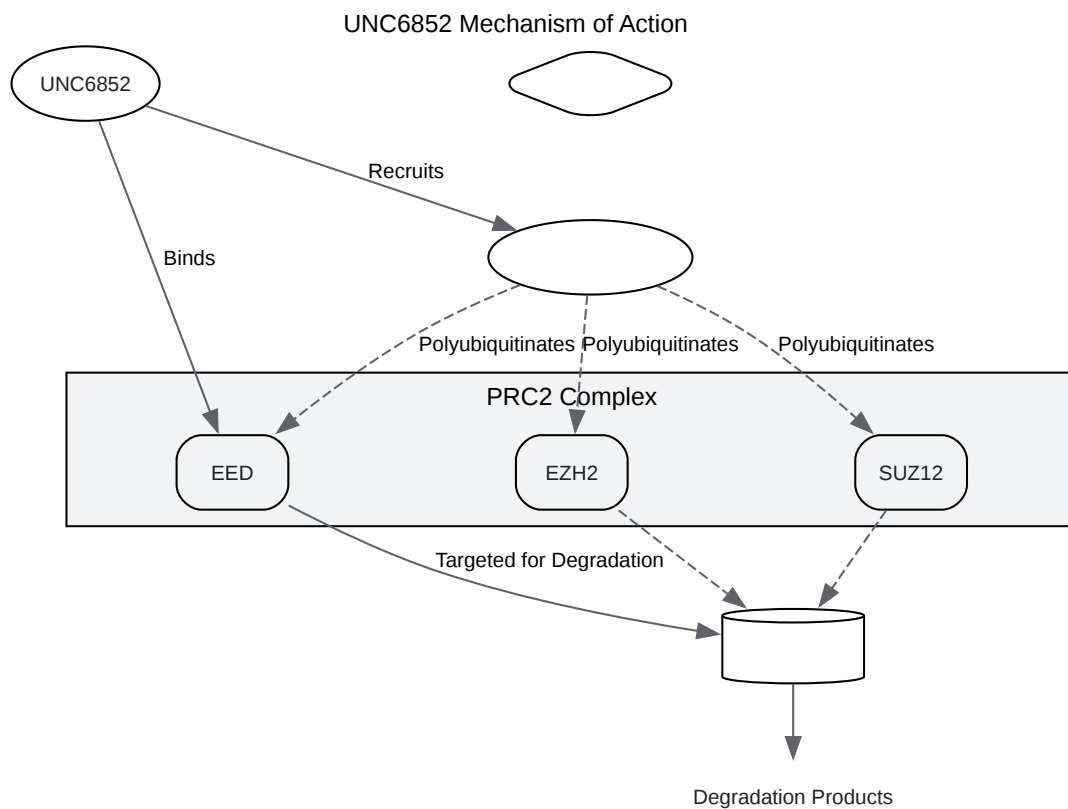 UNC6852 Mechanism of Action
UNC6852
Recruits
Binds
Polyubiquitinates
Polyubiquitinates
Polyubiquitinates
PRC2 Complex
EED
EZH2
SUZ12
Targeted for Degradation
Degradation Products